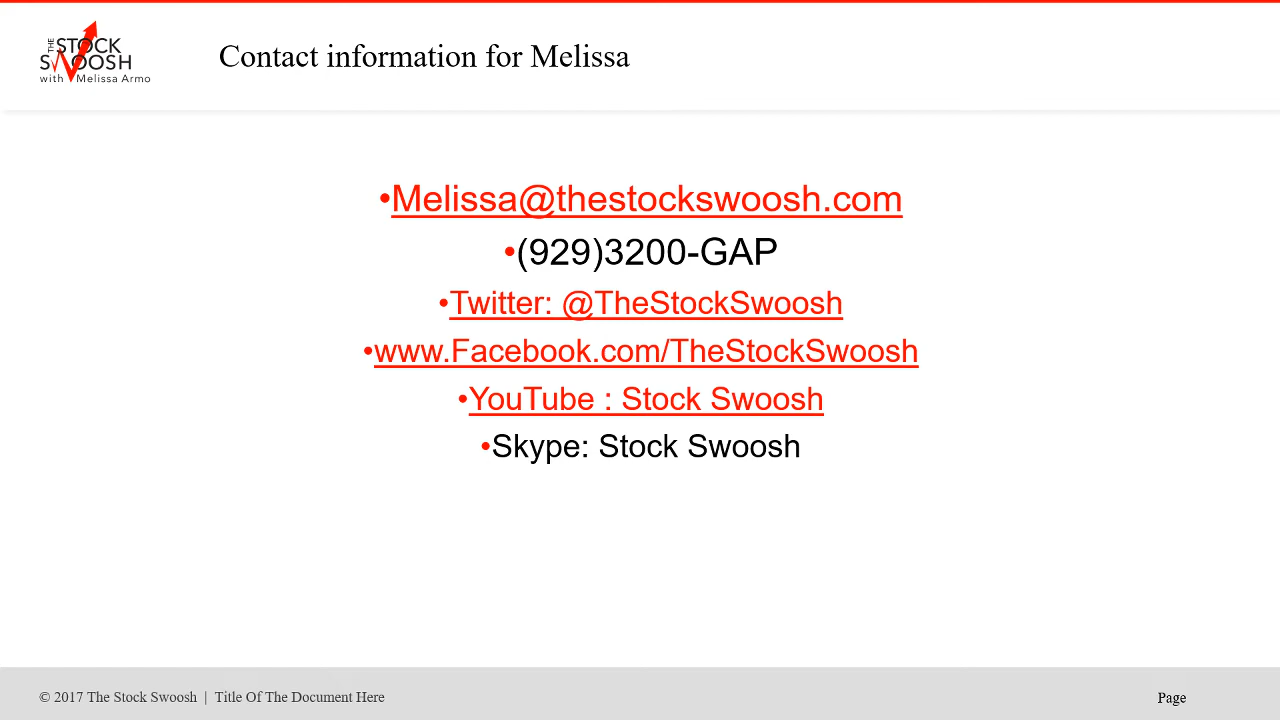 THE STOCK
SWOOSH
with Melissa Armo
Contact information for Melissa
•Melissa@thestockswoosh.com
•(929)3200-GAP
•Twitter: @TheStockSwoosh
•www.Facebook.com/TheStockSwoosh
•YouTube : Stock Swoosh
•Skype: Stock Swoosh
© 2017 The Stock Swoosh | Title Of The Document Here
Page